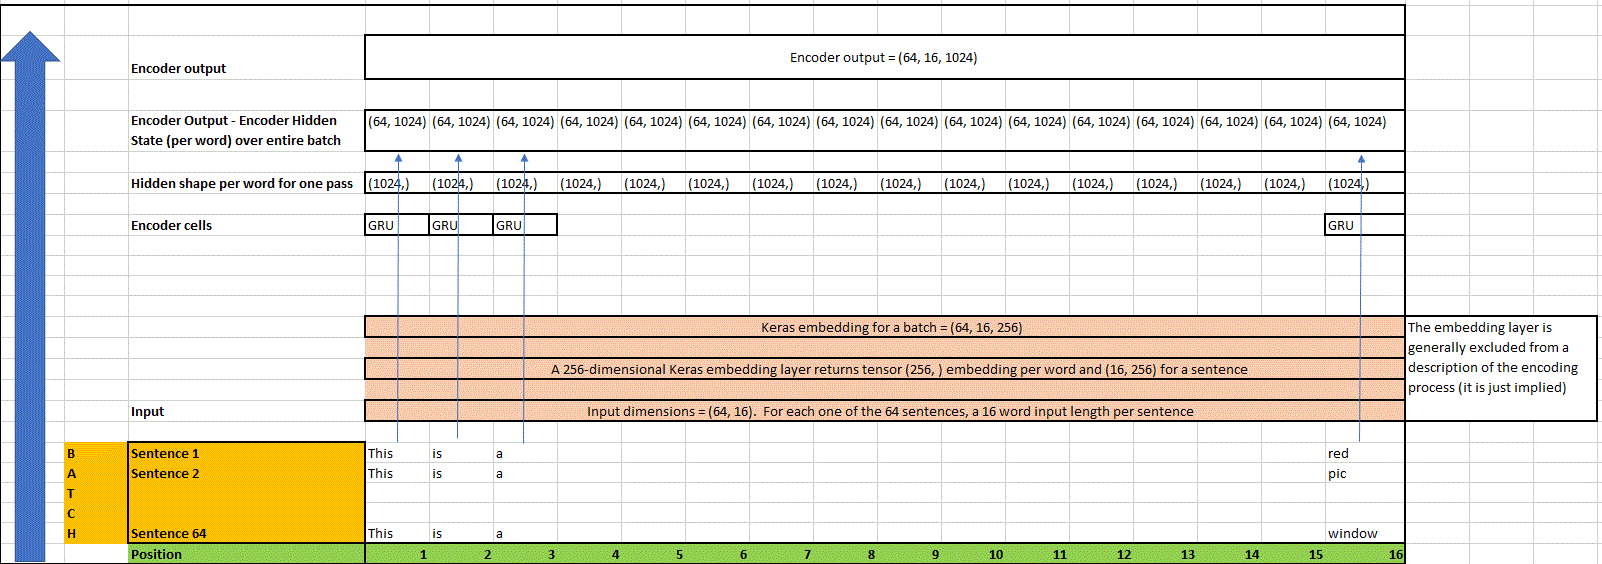 Encoder output = (64, 16, 1024)
Encoder output
Encoder Output - Encoder Hidden
State (per word) over entire batch
(64, 1024) (64, 1024) (64, 1024) (64, 1024) (64, 1024) (64, 1024) (64, 1024) (64, 1024) (64, 1024) (64, 1024) (64, 1024) (64, 1024) (64, 1024) (64, 1024) (64, 1024) (64, 1024)
Hidden shape per word for one pass (1024,) (1024,) (1024,) (1024,) (1024,) (1024,) (1024,) (1024,) (1024,) (1024,) (1024,) (1024,) (1024,) (1024,) (1024,) (1024,)
Encoder cells GRU GRU GRU GRU
Keras embedding for a batch = (64, 16, 256)
The embedding layer is
generally excluded from a
description of the encoding
process (it is just implied)
A 256-dimensional Keras embedding layer returns tensor (256, ) embedding per word and (16, 256) for a sentence
Input Input dimensions = (64, 16). For each one of the 64 sentences, a 16 word input length per sentence
B Sentence 1 This is a red
A Sentence 2 This is a pic
T
C
H Sentence 64 This is a window
Position 1 2 3 4 5 6 7 8 9 10 11 12 13 14 15 16